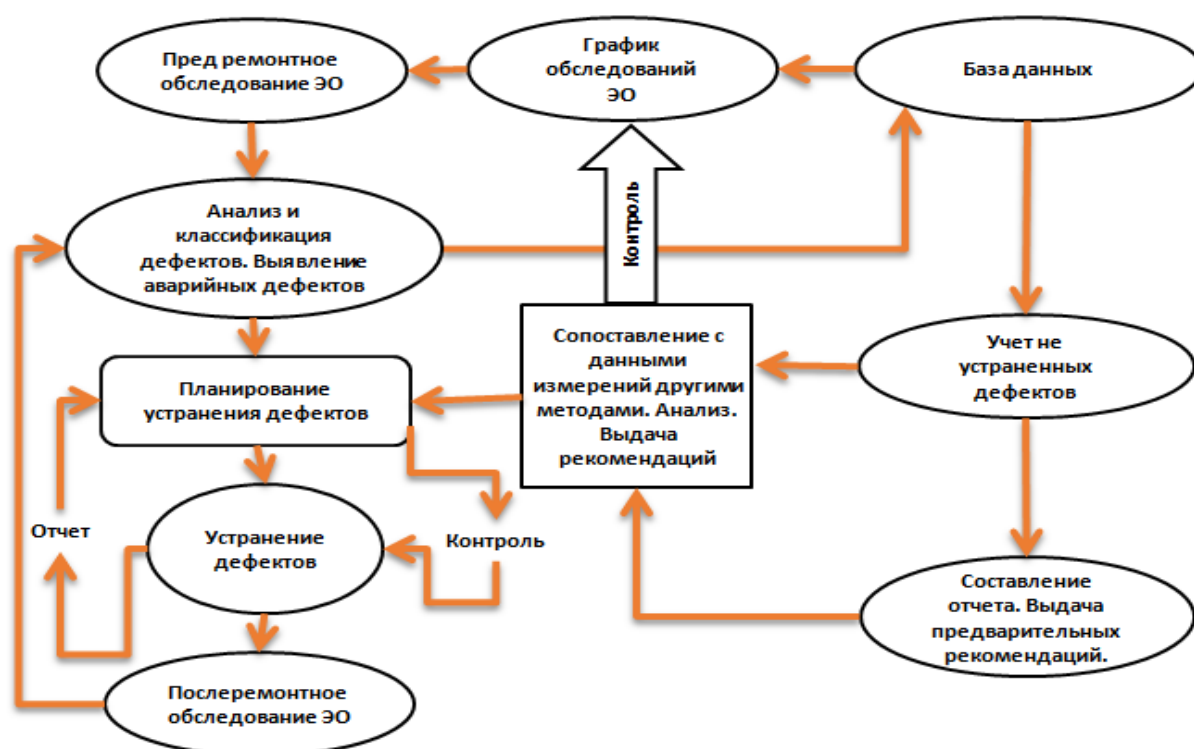 Пред ремонтное
обследование ЭО
График
обследований
ЭО
База данных
Анализ и
классификация
дефектов. Выявление
аварийных дефектов
Контроль
Сопоставление с
данными
измерений другими
методами. Анализ.
Выдача
рекомендаций
Учет не
устраненных
дефектов
Планирование
устранения дефектов
Отчет
Устранение
дефектов
Контроль
Составление
отчета. Выдача
предварительных
рекомендаций.
Послеремонтное
обследование ЭО